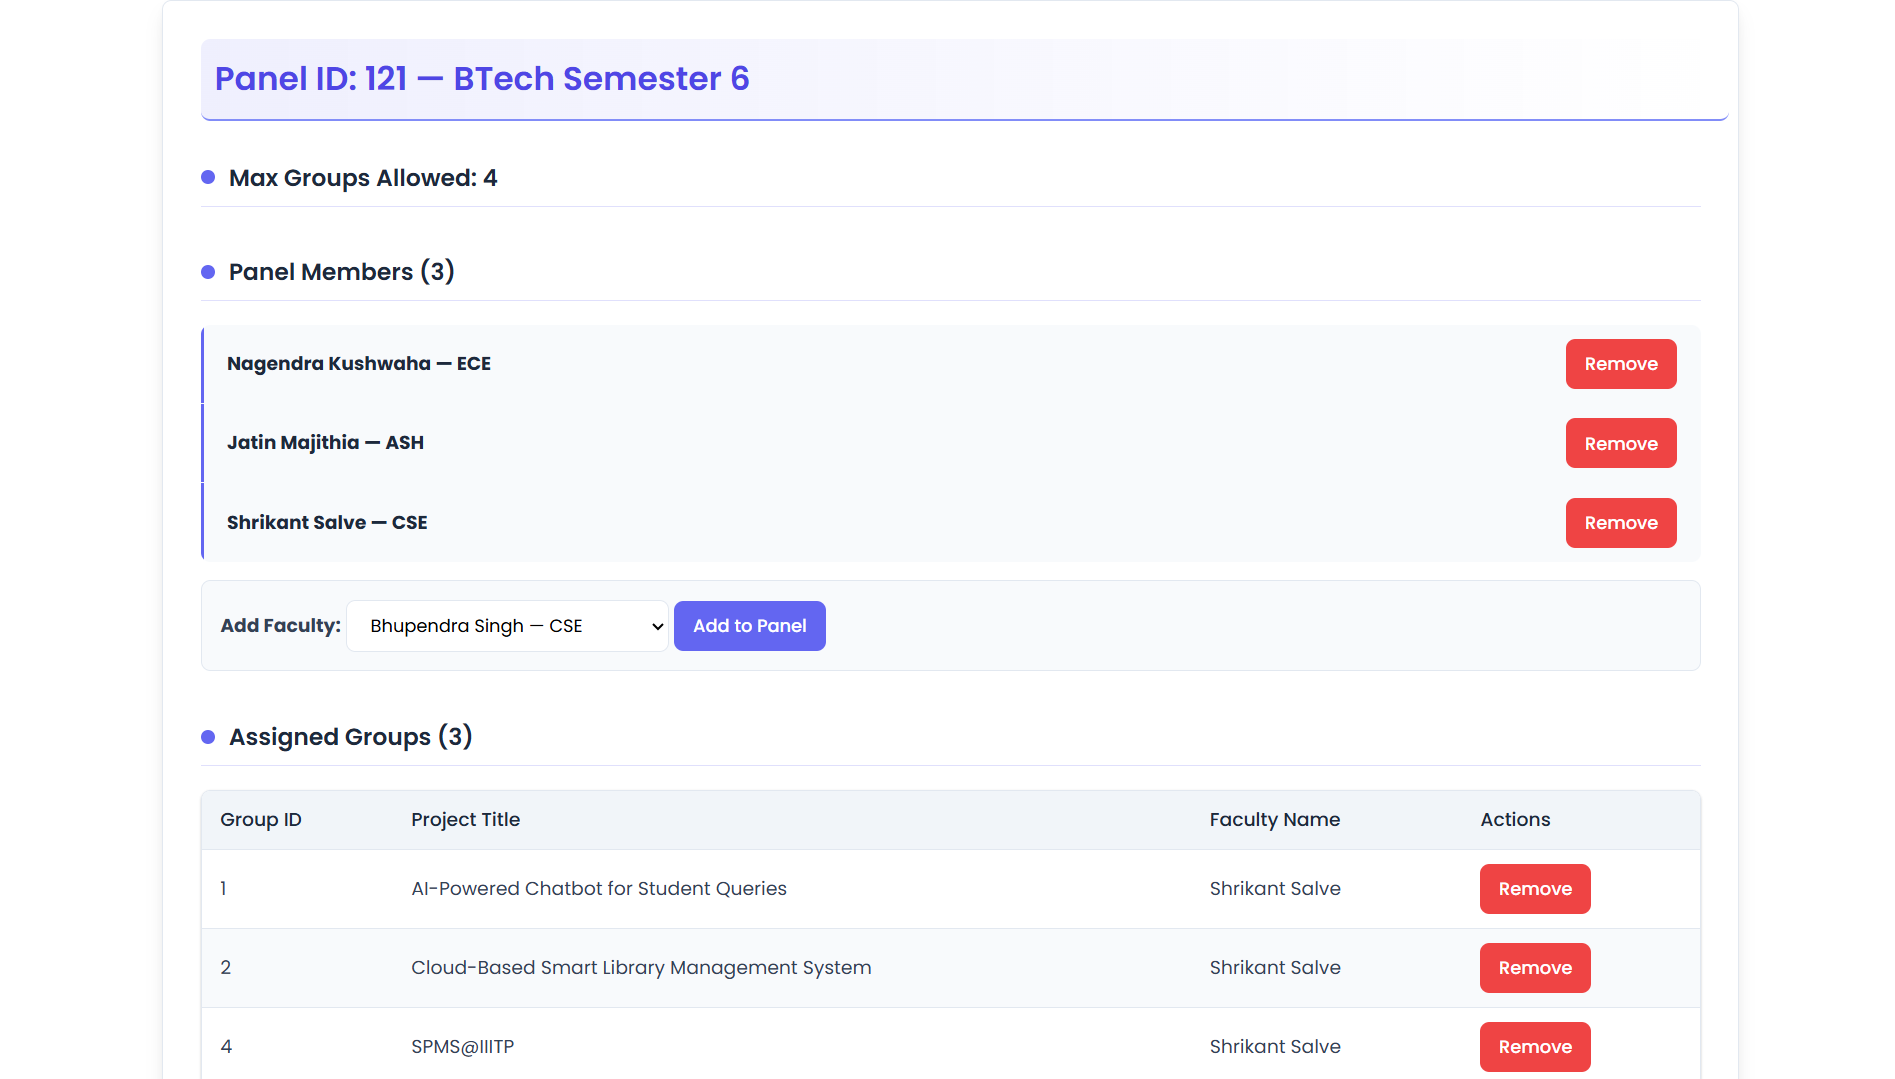 Panel ID: 121 — BTech Semester 6
Max Groups Allowed: 4
Panel Members (3)
Nagendra Kushwaha — ECE Remove
Jatin Majithia — ASH Remove
Shrikant Salve — CSE Remove
Add Faculty: Bhupendra Singh — CSE Add to Panel
Assigned Groups (3)
Group ID Project Title Faculty Name Actions
1 AI-Powered Chatbot for Student Queries Shrikant Salve Remove
2 Cloud-Based Smart Library Management System Shrikant Salve Remove
4 SPMS@IIITP Shrikant Salve Remove